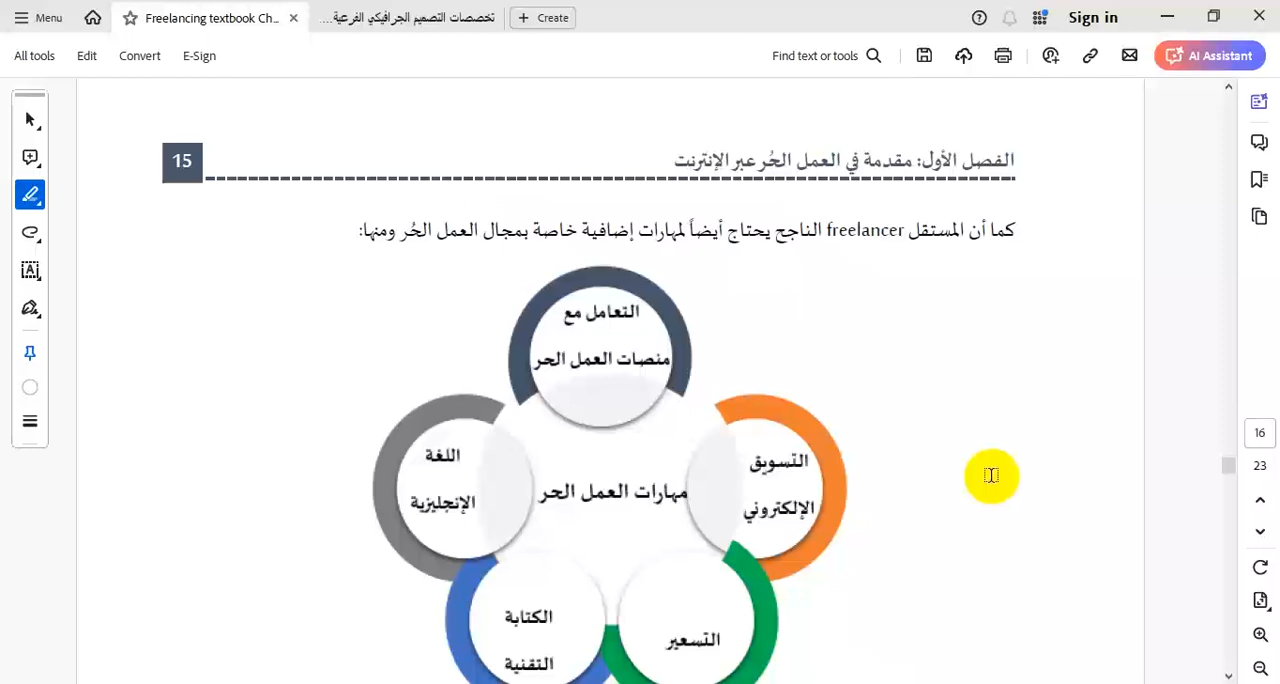 Menu
Freelancing textbook Ch...
تخصصات التصميم الجرافيكي الفرعية....
Create
Sign in
All tools
Edit
Convert
E-Sign
Find text or tools
AI Assistant
15
الفصل الأول: مقدمة في العمل الحُر عبر الإنترنت
كما أن المستقل freelancer الناجح يحتاج أيضاً لمهارات إضافية خاصة بمجال العمل الحُر ومنها:
التعامل مع
منصات العمل الحر
التسويق
الإلكتروني
اللغة
الإنجليزية
مهارات العمل الحر
الكتابة
التقنية
التسعير
16
23